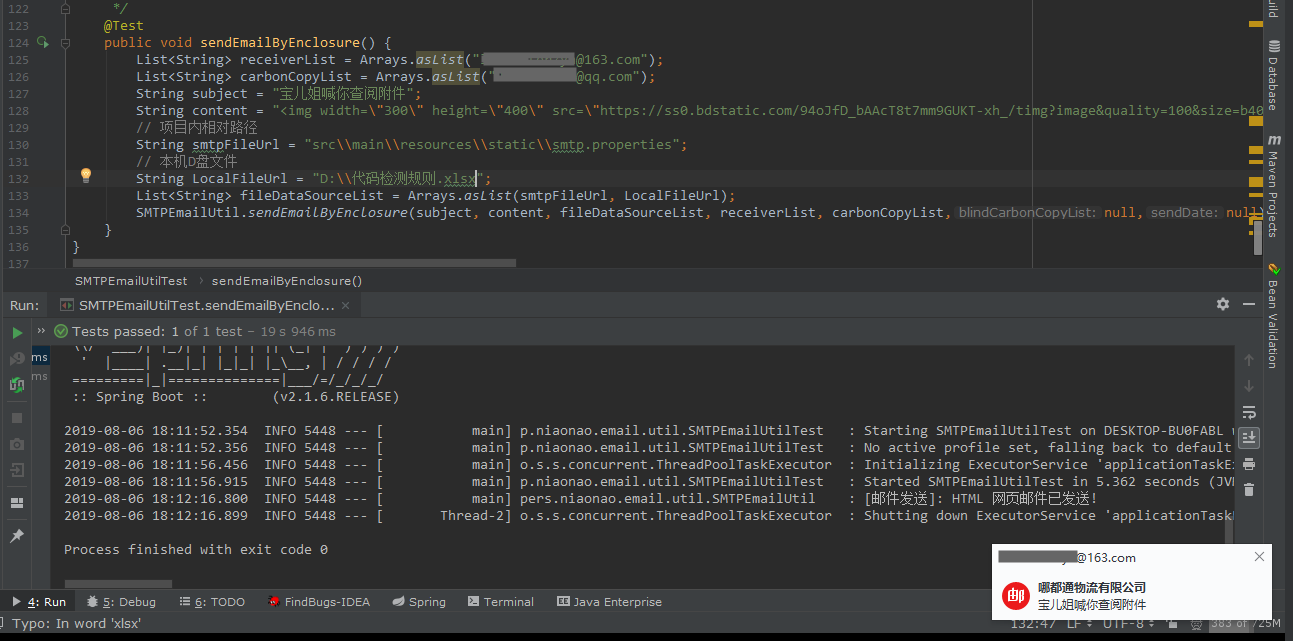 122 */
123 @Test
124 public void sendEmailByEnclosure() {
125 List<String> receiverList = Arrays.asList("@163.com");
126 List<String> carbonCopyList = Arrays.asList("@qq.com");
127 String subject = "宝儿姐喊你查阅附件";
128 String content = "<img width=\"300\" height=\"400\" src=\"https://ss0.bdstatic.com/94oJfD_bAAcT8t7mm9GUKT-xh_/timg?image&quality=100&size=b40
129 // 项目内相对路径
130 String smtpFileUrl = "src\\main\\resources\\static\\smtp.properties";
131 // 本机D盘文件
132 String LocalFileUrl = "D:\\代码检测规则.xlsx";
133 List<String> fileDataSourceList = Arrays.asList(smtpFileUrl, LocalFileUrl);
134 SMTPEmailUtil.sendEmailByEnclosure(subject, content, fileDataSourceList, receiverList, carbonCopyList, blindCarbonCopyList: null, sendDate: nul
135 }
136 }
137
SMTPEmailUtilTest › sendEmailByEnclosure()
Run: SMTPEmailUtilTest.sendEmailByEnclo... ×
» Tests passed: 1 of 1 test – 19 s 946 ms
ms
ms
=========|_|==============|___/=/_/_/_/
:: Spring Boot :: (v2.1.6.RELEASE)
2019-08-06 18:11:52.354 INFO 5448 --- [ main] p.niaonao.email.util.SMTPEmailUtilTest : Starting SMTPEmailUtilTest on DESKTOP-BU0FABL
2019-08-06 18:11:52.356 INFO 5448 --- [ main] p.niaonao.email.util.SMTPEmailUtilTest : No active profile set, falling back to default
2019-08-06 18:11:56.456 INFO 5448 --- [ main] o.s.s.concurrent.ThreadPoolTaskExecutor : Initializing ExecutorService 'applicationTaskE
2019-08-06 18:11:56.915 INFO 5448 --- [ main] p.niaonao.email.util.SMTPEmailUtilTest : Started SMTPEmailUtilTest in 5.362 seconds (JV
2019-08-06 18:12:16.800 INFO 5448 --- [ main] pers.niaonao.email.util.SMTPEmailUtil : [邮件发送]: HTML 网页邮件已发送!
2019-08-06 18:12:16.899 INFO 5448 --- [ Thread-2] o.s.s.concurrent.ThreadPoolTaskExecutor : Shutting down ExecutorService 'applicationTask
Process finished with exit code 0
4: Run 5: Debug 6: TODO FindBugs-IDEA Spring Terminal Java Enterprise
Typo: In word 'xlsx'
132:47 LF UTF-8 383 of 725M
uild
Database
Maven Projects
Bean Validation
@163.com
邮
哪都通物流有限公司
宝儿姐喊你查阅附件